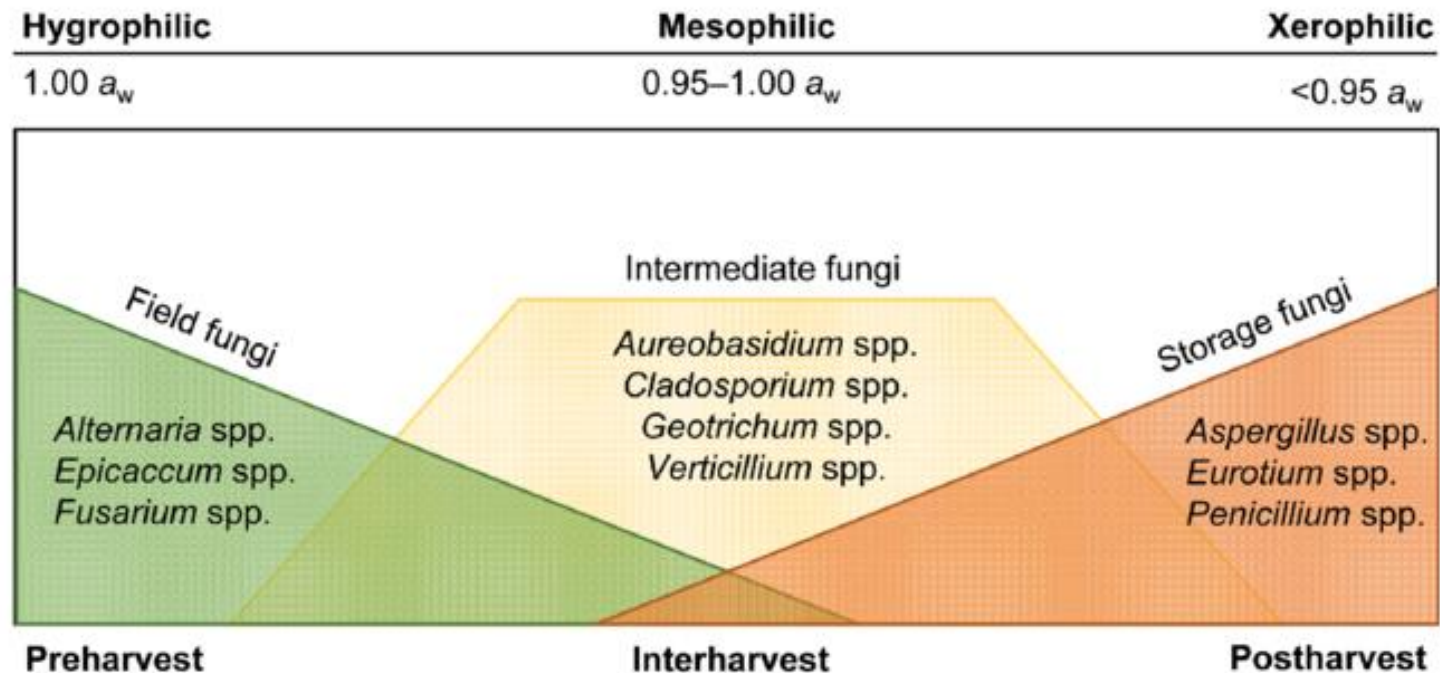 Hygrophilic Mesophilic Xerophilic
1.00 aw 0.95–1.00 aw <0.95 aw
Intermediate fungi
Field fungi
Storage fungi
Aureobasidium spp.
Cladosporium spp.
Geotrichum spp.
Verticillium spp.
Alternaria spp.
Epicaccum spp.
Fusarium spp.
Aspergillus spp.
Eurotium spp.
Penicillium spp.
Preharvest Interharvest Postharvest